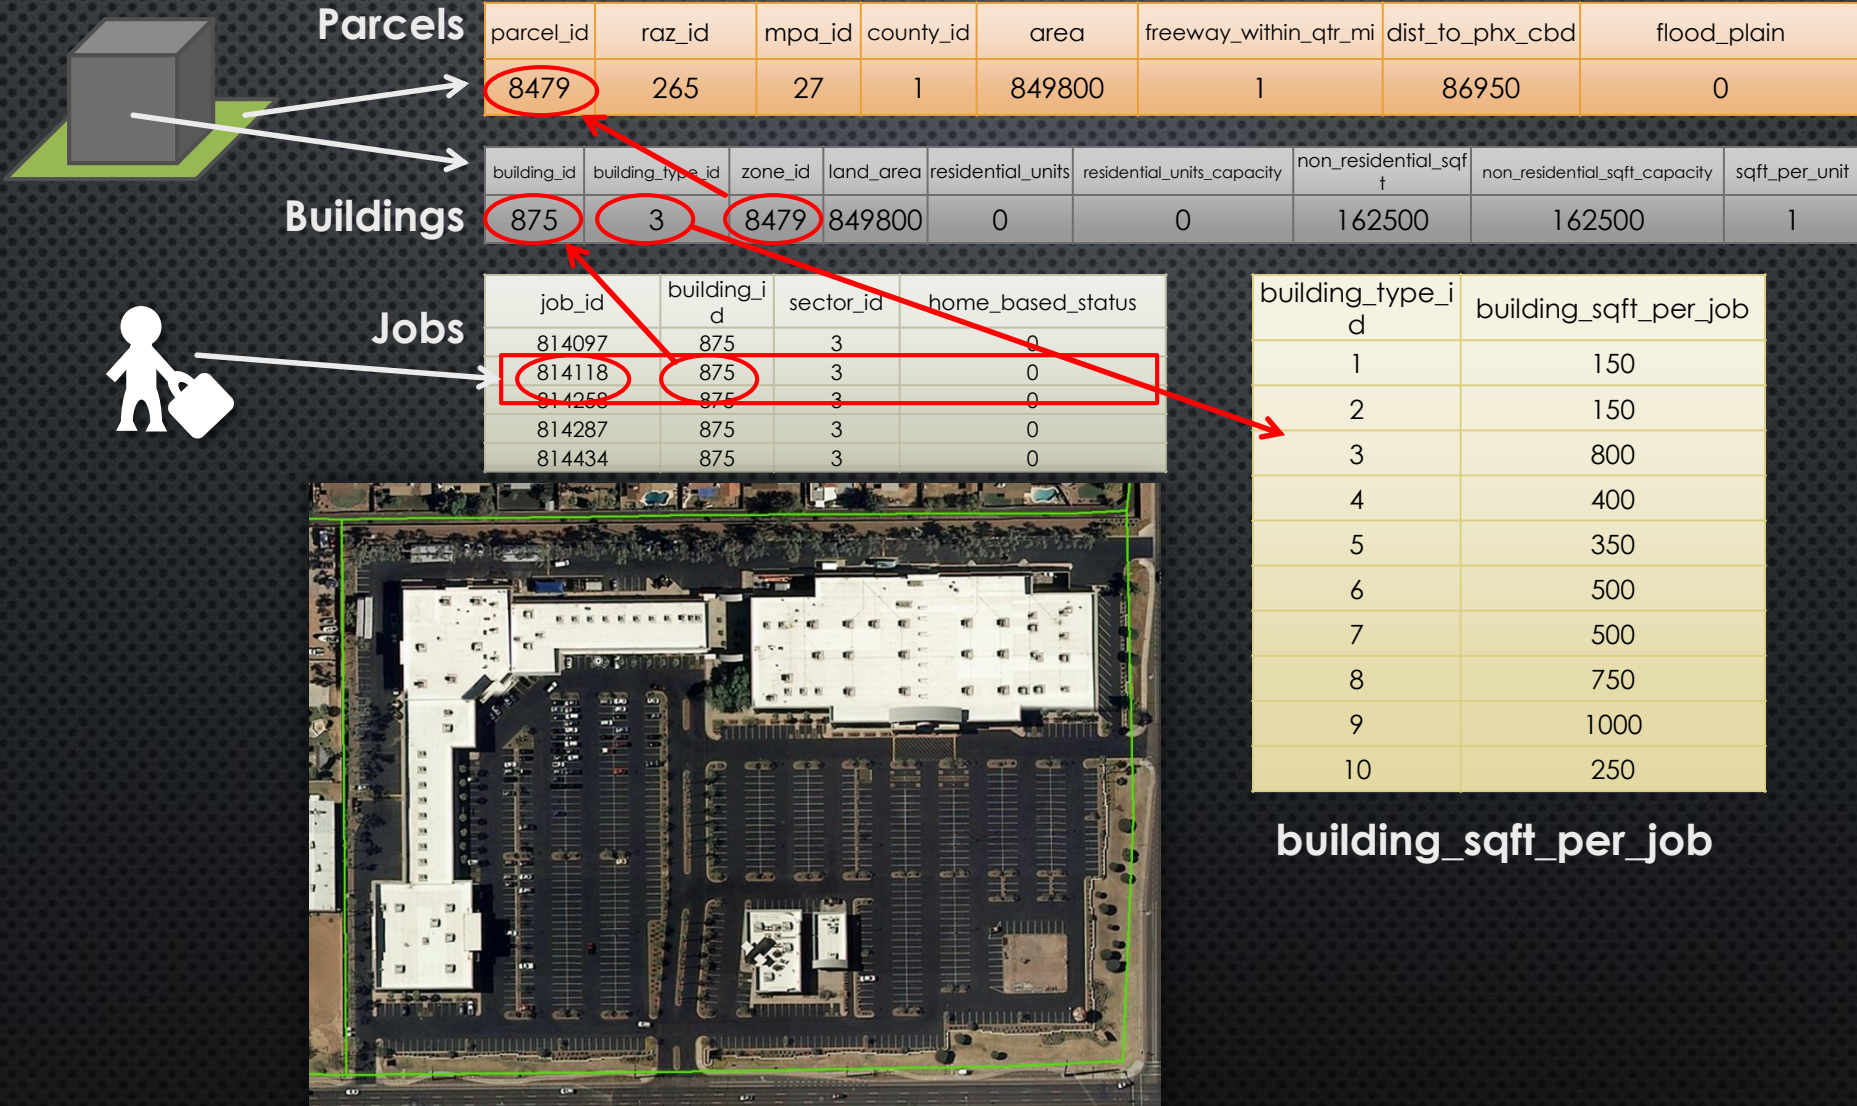 Parcels
parcel_id raz_id mpa_id county_id area freeway_within_qtr_mi dist_to_phx_cbd flood_plain
8479 265 27 1 849800 1 86950 0
Buildings
building_id building_type_id zone_id land_area residential_units residential_units_capacity non_residential_sqf
t non_residential_sqft_capacity sqft_per_unit
875 3 8479 849800 0 0 162500 162500 1
Jobs
job_id building_i
d sector_id home_based_status
814097 875 3 0
814118 875 3 0
814258 875 3 0
814287 875 3 0
814434 875 3 0
building_type_i
d building_sqft_per_job
1 150
2 150
3 800
4 400
5 350
6 500
7 500
8 750
9 1000
10 250
building_sqft_per_job